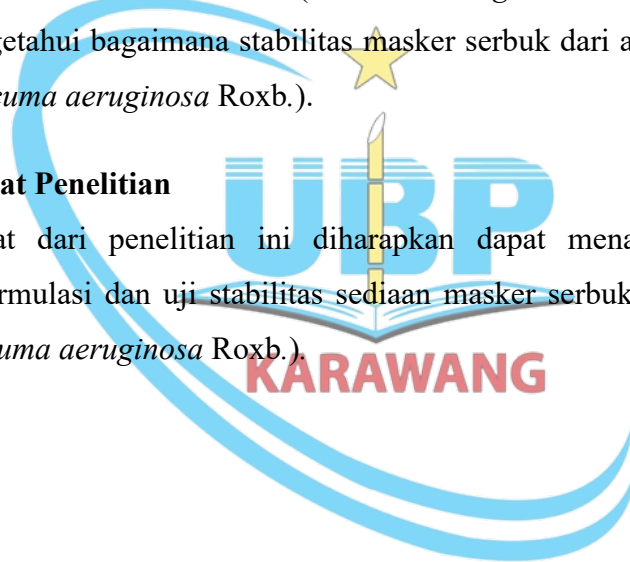 getahui bagaimana stabilitas masker serbuk dari a
uma aeruginosa Roxb.).
at Penelitian
at dari penelitian ini diharapkan dapat mena
rmulasi dan uji stabilitas sediaan masker serbuk
uma aeruginosa Roxb.).
UBP
KARAWANG